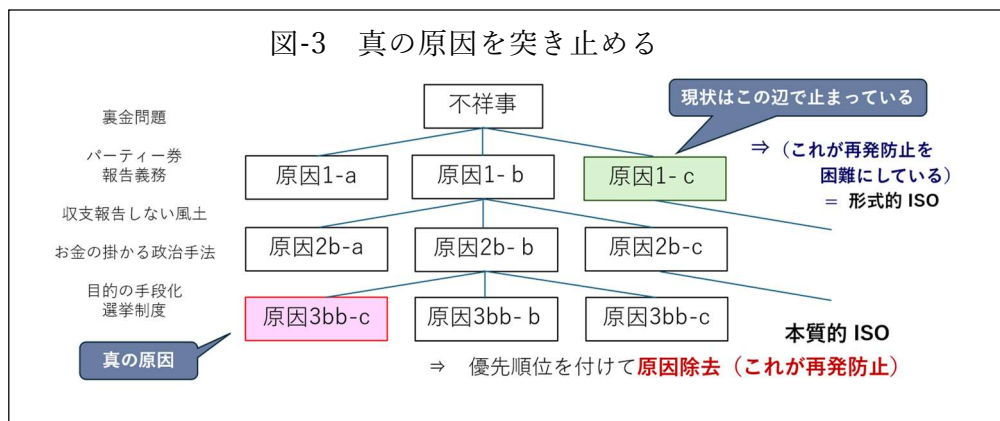 図-3 真の原因を突き止める
現状はこの辺で止まっている
不祥事
裏金問題
パーティー券
報告義務
原因1-a
原因1- b
原因1- c
⇒ (これが再発防止を
困難にしている)
= 形式的 ISO
収支報告しない風土
お金の掛かる政治手法
原因2b-a
原因2b- b
原因2b-c
目的の手段化
選挙制度
原因3bb-c
原因3bb- b
原因3bb-c
本質的 ISO
真の原因
⇒ 優先順位を付けて原因除去(これが再発防止)